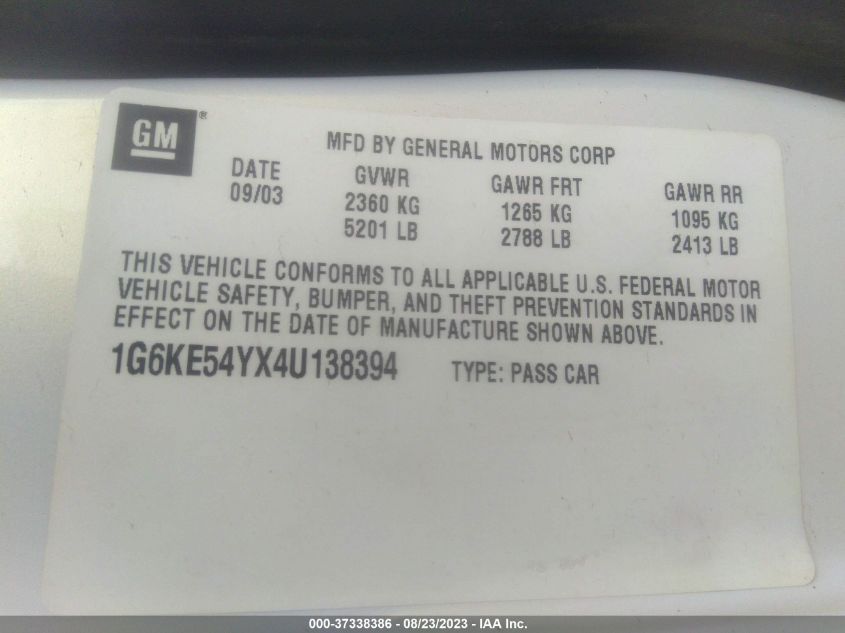 GM®
MFD BY GENERAL MOTORS CORP
DATE GVWR GAWR FRT GAWR RR
09/03 2360 KG 1265 KG 1095 KG
5201 LB 2788 LB 2413 LB
THIS VEHICLE CONFORMS TO ALL APPLICABLE U.S. FEDERAL MOTOR
VEHICLE SAFETY, BUMPER, AND THEFT PREVENTION STANDARDS IN
EFFECT ON THE DATE OF MANUFACTURE SHOWN ABOVE.
1G6KE54YX4U138394 TYPE: PASS CAR
000-37338386 - 08/23/2023 - IAA Inc.